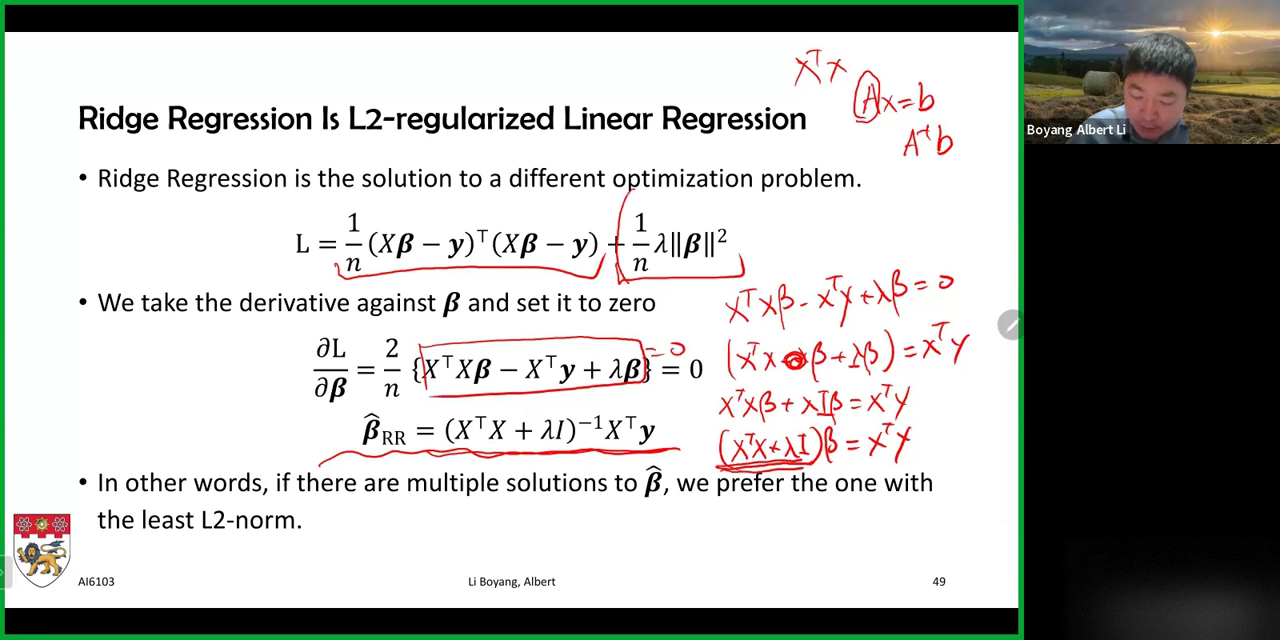 XᵀX
Ax=b
A⁻¹b
Boyang Albert Li
Ridge Regression Is L2-regularized Linear Regression
• Ridge Regression is the solution to a different optimization problem.
L = 1/n (Xβ − y)ᵀ(Xβ − y) + 1/n λ‖β‖²
• We take the derivative against β and set it to zero
XᵀXβ − Xᵀy + λβ = 0
∂L/∂β = 2/n {XᵀXβ − Xᵀy + λβ} = 0
= 0
(XᵀX β + λβ) = Xᵀy
XᵀXβ + λIβ = Xᵀy
β̂RR = (XᵀX + λI)⁻¹Xᵀy
(XᵀX + λI)β = Xᵀy
• In other words, if there are multiple solutions to β̂, we prefer the one with
the least L2-norm.
AI6103
Li Boyang, Albert
49